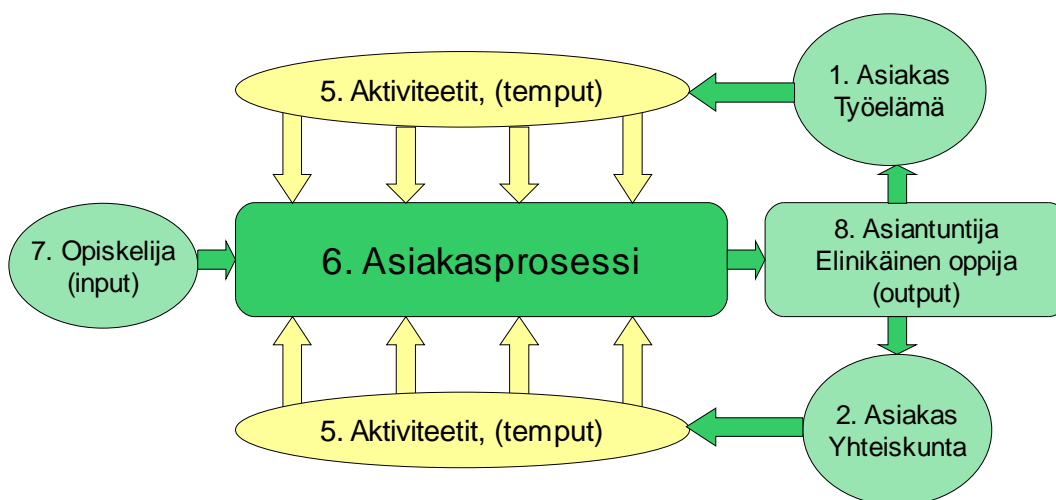 5. Aktiviteetit, (temput)
1. Asiakas
Työelämä
7. Opiskelija
(input)
6. Asiakasprosessi
8. Asiantuntija
Elinikäinen oppija
(output)
5. Aktiviteetit, (temput)
2. Asiakas
Yhteiskunta